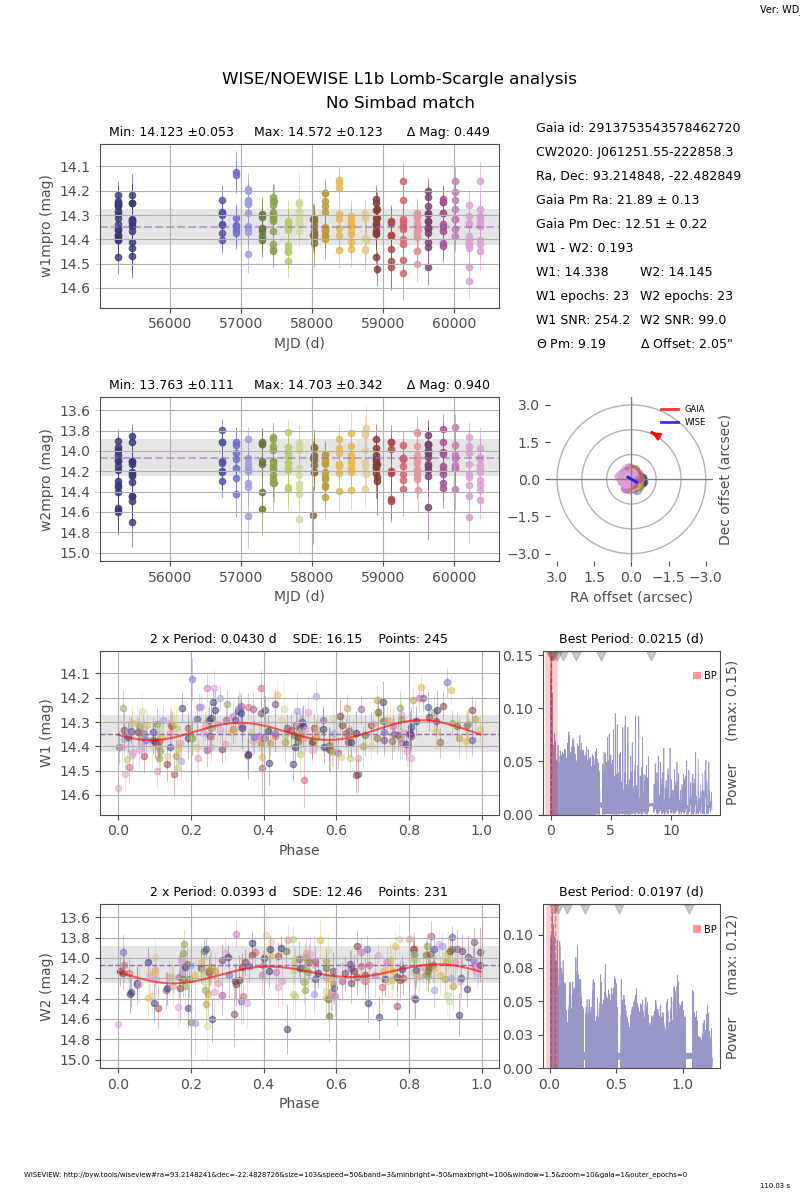 Ver: WD_
WISE/NOEWISE L1b Lomb-Scargle analysis
No Simbad match
Min: 14.123 ±0.053 Max: 14.572 ±0.123 Δ Mag: 0.449
14.1
14.2
14.3
14.4
14.5
14.6
w1mpro (mag)
56000 57000 58000 59000 60000
MJD (d)
Gaia id: 2913753543578462720
CW2020: J061251.55-222858.3
Ra, Dec: 93.214848, -22.482849
Gaia Pm Ra: 21.89 ± 0.13
Gaia Pm Dec: 12.51 ± 0.22
W1 - W2: 0.193
W1: 14.338 W2: 14.145
W1 epochs: 23 W2 epochs: 23
W1 SNR: 254.2 W2 SNR: 99.0
Θ Pm: 9.19 Δ Offset: 2.05"
Min: 13.763 ±0.111 Max: 14.703 ±0.342 Δ Mag: 0.940
13.6
13.8
14.0
14.2
14.4
14.6
14.8
15.0
w2mpro (mag)
56000 57000 58000 59000 60000
MJD (d)
GAIA
WISE
3.0
1.5
0.0
−1.5
−3.0
3.0 1.5 0.0 −1.5 −3.0
RA offset (arcsec)
Dec offset (arcsec)
2 x Period: 0.0430 d SDE: 16.15 Points: 245
14.1
14.2
14.3
14.4
14.5
14.6
W1 (mag)
0.0 0.2 0.4 0.6 0.8 1.0
Phase
Best Period: 0.0215 (d)
BP
0.15
0.10
0.05
0.00
0 5 10
Power (max: 0.15)
2 x Period: 0.0393 d SDE: 12.46 Points: 231
13.6
13.8
14.0
14.2
14.4
14.6
14.8
15.0
W2 (mag)
0.0 0.2 0.4 0.6 0.8 1.0
Phase
Best Period: 0.0197 (d)
BP
0.10
0.08
0.05
0.03
0.00
0.0 0.5 1.0
Power (max: 0.12)
WISEVIEW: http://byw.tools/wiseview#ra=93.2148241&dec=-22.4828726&size=103&speed=50&band=3&minbright=-50&maxbright=100&window=1.5&zoom=10&gaia=1&outer_epochs=0
110.03 s